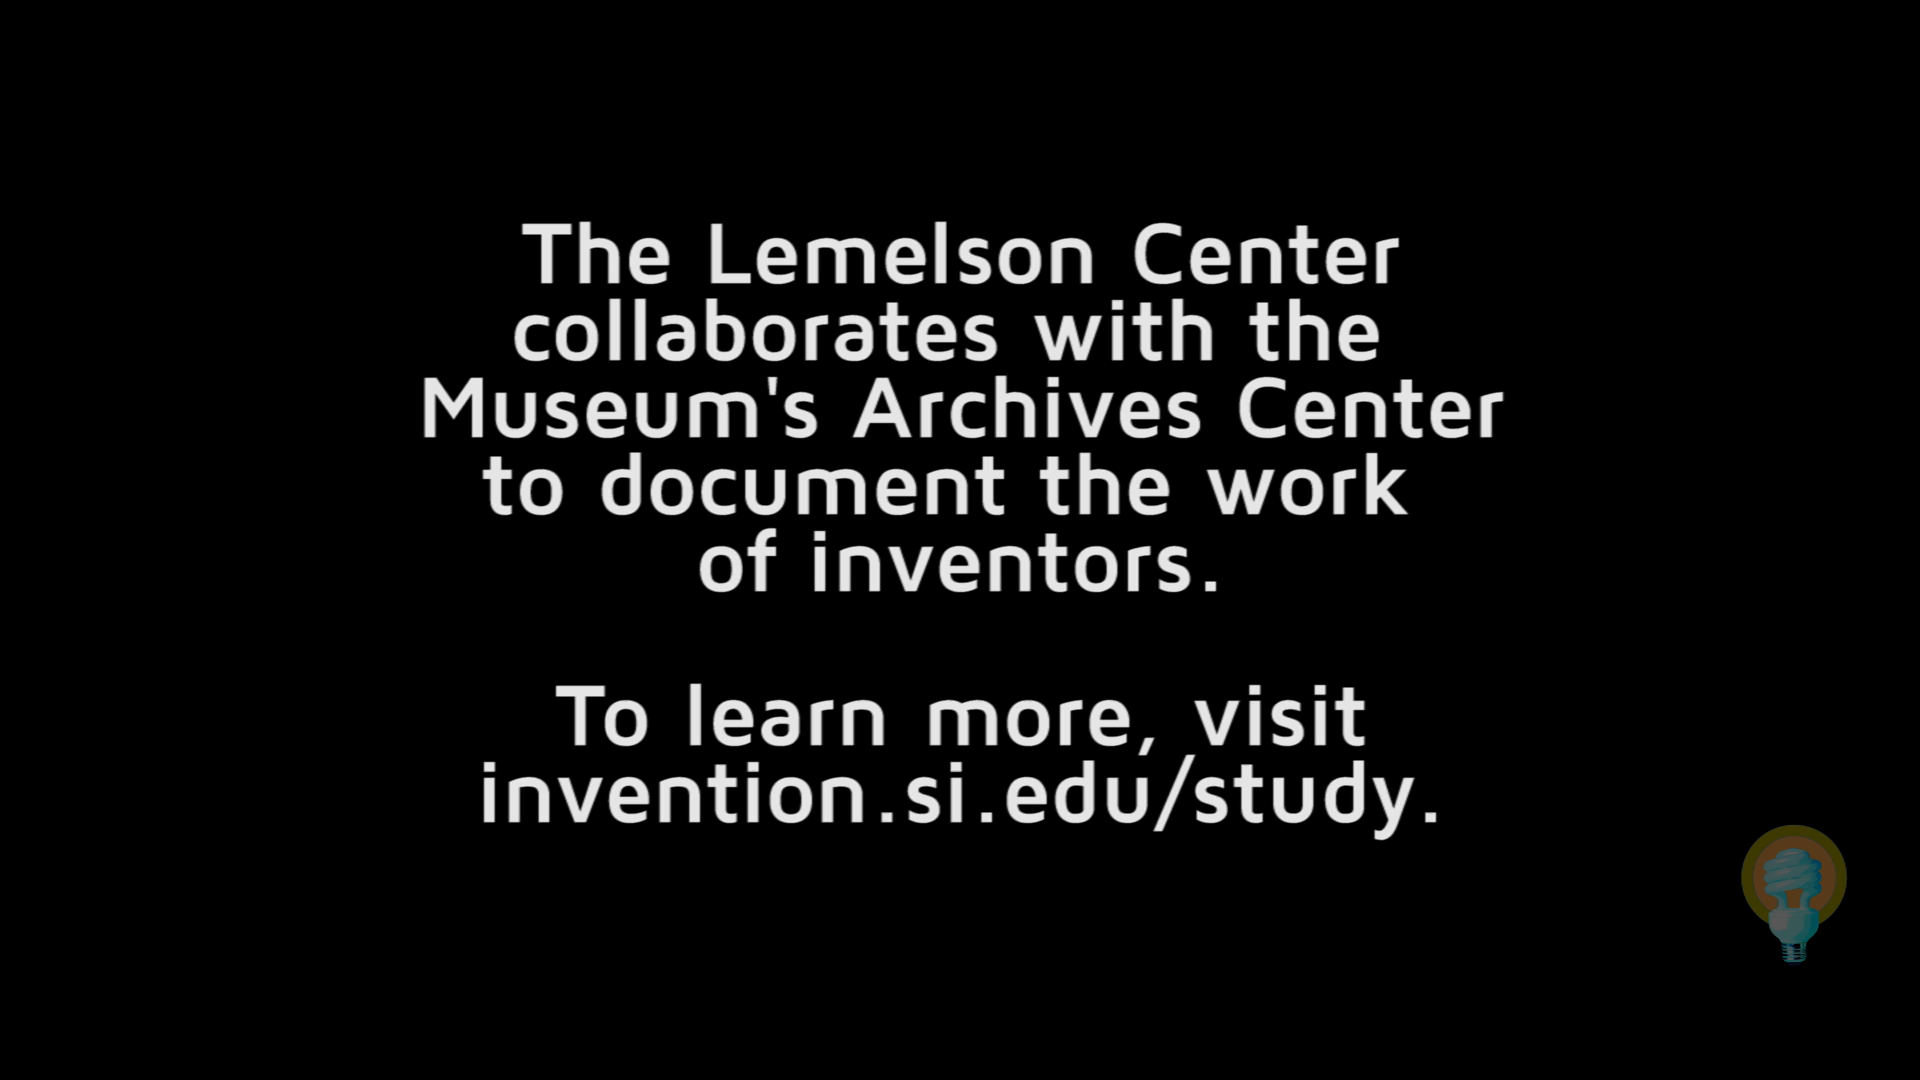 The Lemelson Center
collaborates with the
Museum's Archives Center
to document the work
of inventors.
To learn more, visit
invention.si.edu/study.